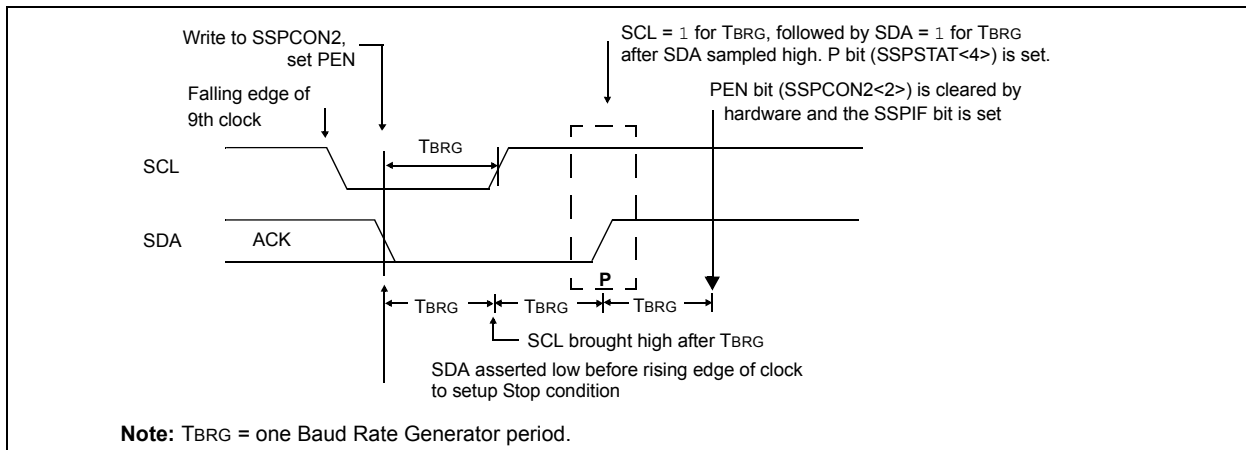 Write to SSPCON2,
set PEN
SCL = 1 for TBRG, followed by SDA = 1 for TBRG
after SDA sampled high. P bit (SSPSTAT<4>) is set.
Falling edge of
9th clock
PEN bit (SSPCON2<2>) is cleared by
hardware and the SSPIF bit is set
TBRG
SCL
SDA
ACK
P
TBRG
TBRG
TBRG
SCL brought high after TBRG
SDA asserted low before rising edge of clock
to setup Stop condition
Note: TBRG = one Baud Rate Generator period.